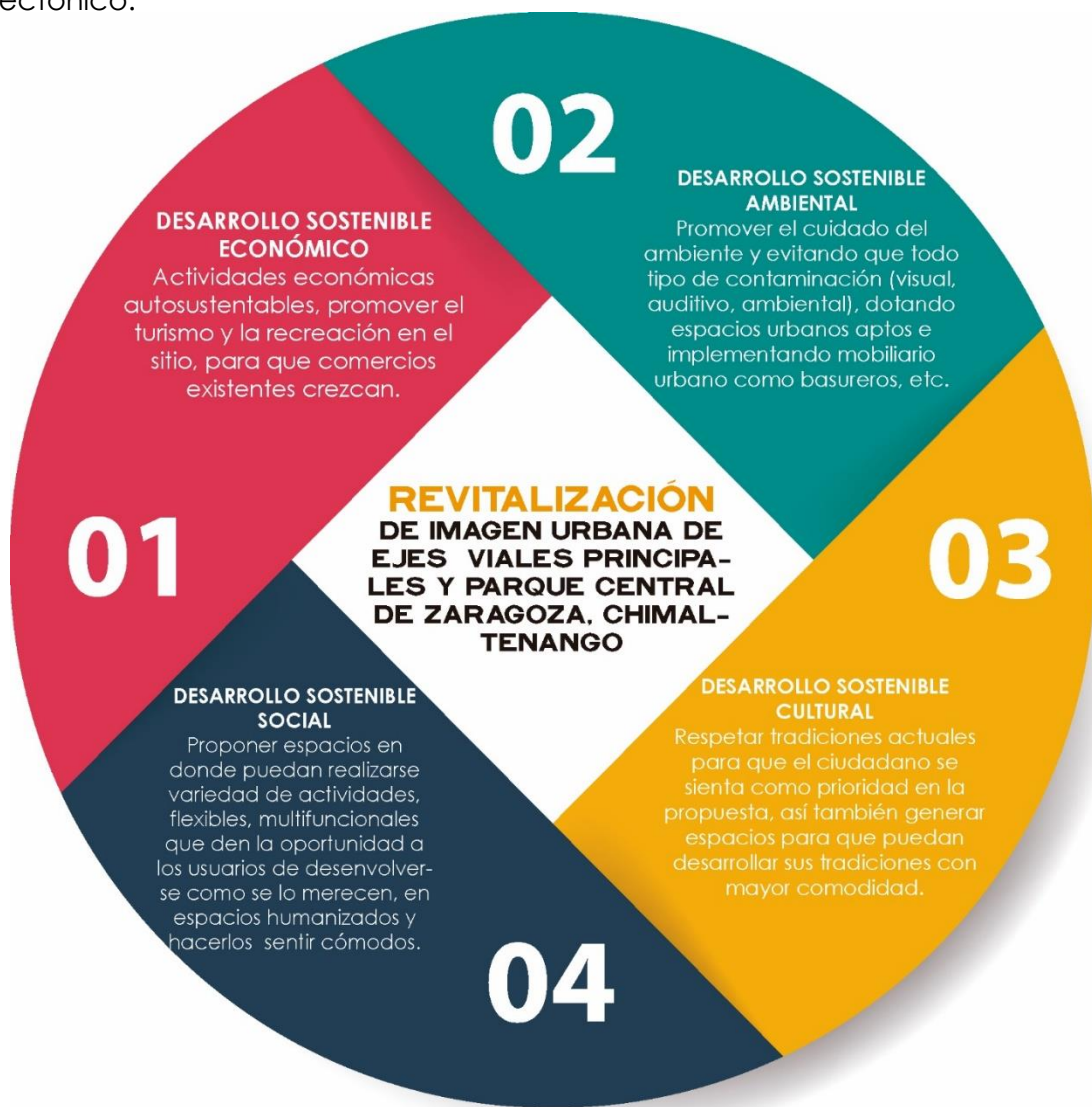 01
DESARROLLO SOSTENIBLE
ECONÓMICO
Actividades económicas
autosustentables, promover el
turismo y la recreación en el
sitio, para que comercios
existentes crezcan.
02
DESARROLLO SOSTENIBLE
AMBIENTAL
Promover el cuidado del
ambiente y evitando que todo
tipo de contaminación (visual,
auditivo, ambiental), dotando
espacios urbanos aptos e
implementando mobiliario
urbano como basureros, etc.
REVITALIZACIÓN
DE IMAGEN URBANA DE
EJES VIALES PRINCIPA-
LES Y PARQUE CENTRAL
DE ZARAGOZA, CHIMAL-
TENANGO
03
DESARROLLO SOSTENIBLE
CULTURAL
Respetar tradiciones actuales
para que el ciudadano se
sienta como prioridad en la
propuesta, así también generar
espacios para que puedan
desarrollar sus tradiciones con
mayor comodidad.
DESARROLLO SOSTENIBLE
SOCIAL
Proponer espacios en
donde puedan realizarse
variedad de actividades,
flexibles, multifuncionales
que den la oportunidad a
los usuarios de desenvolver-
se como se lo merecen, en
espacios humanizados y
hacerlos sentir cómodos.
04